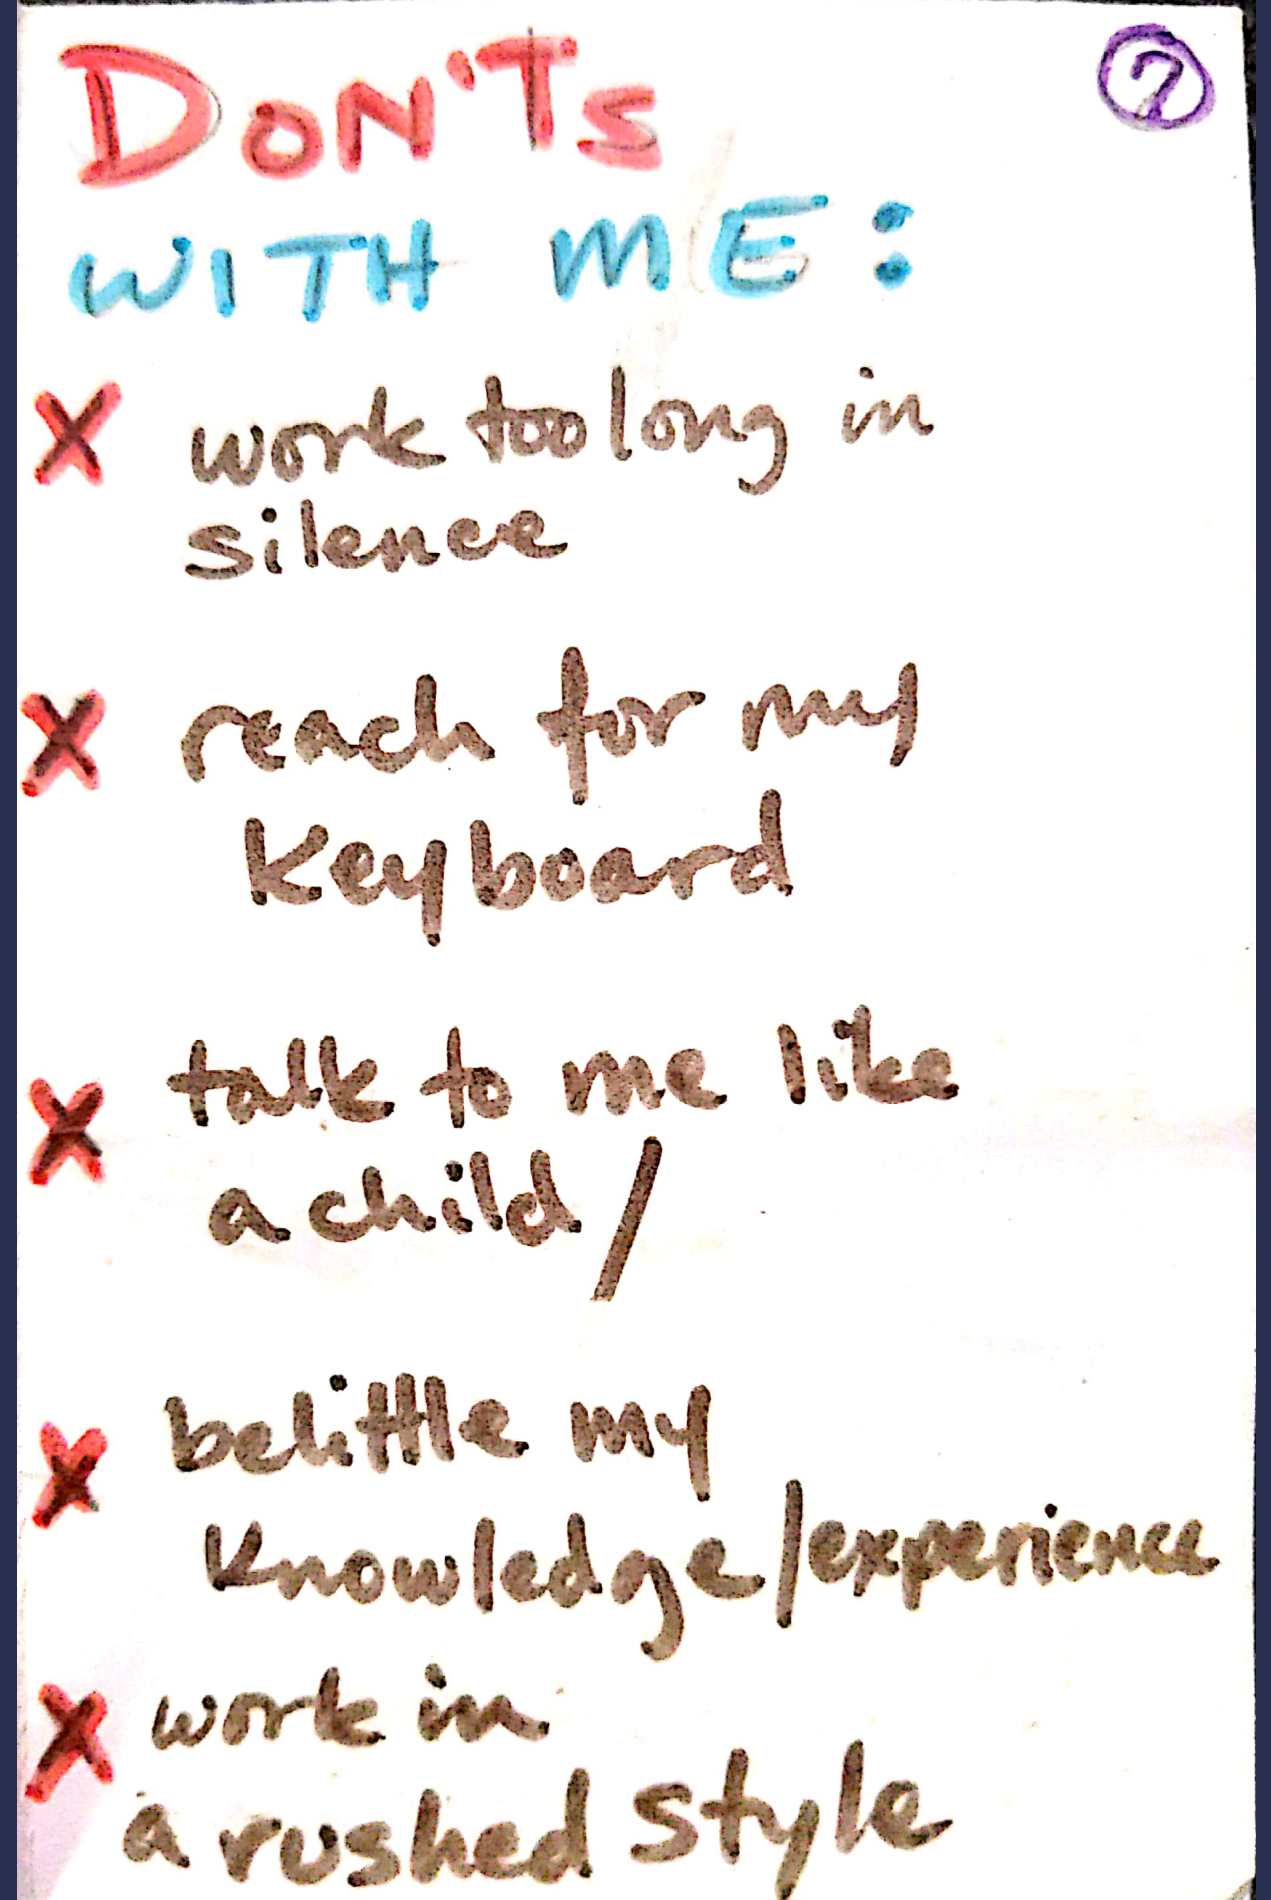 DON'TS
7
WITH ME:
X work too long in
silence
X reach for my
keyboard
X talk to me like
a child /
X belittle my
knowledge/experience
X work in
a rushed style